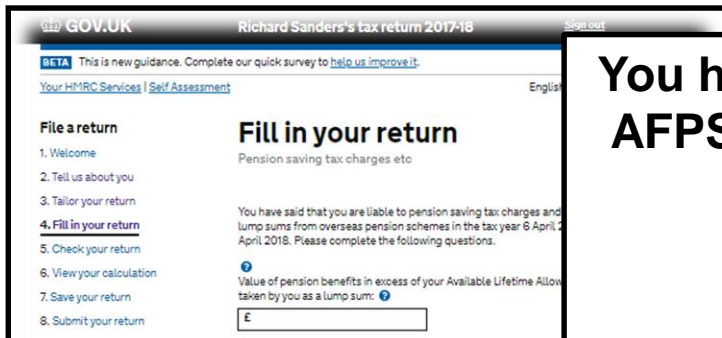 GOV.UK
Richard Sanders's tax return 2017-18
Sign out
BETA This is new guidance. Complete our quick survey to help us improve it.
Your HMRC Services | Self Assessment
English
File a return
1. Welcome
2. Tell us about you
3. Tailor your return
4. Fill in your return
5. Check your return
6. View your calculation
7. Save your return
8. Submit your return
Fill in your return
Pension saving tax charges etc
You have said that you are liable to pension saving tax charges and
lump sums from overseas pension schemes in the tax year 6 April
April 2018. Please complete the following questions.
Value of pension benefits in excess of your Available Lifetime Allow
taken by you as a lump sum:
£
You h
AFPS